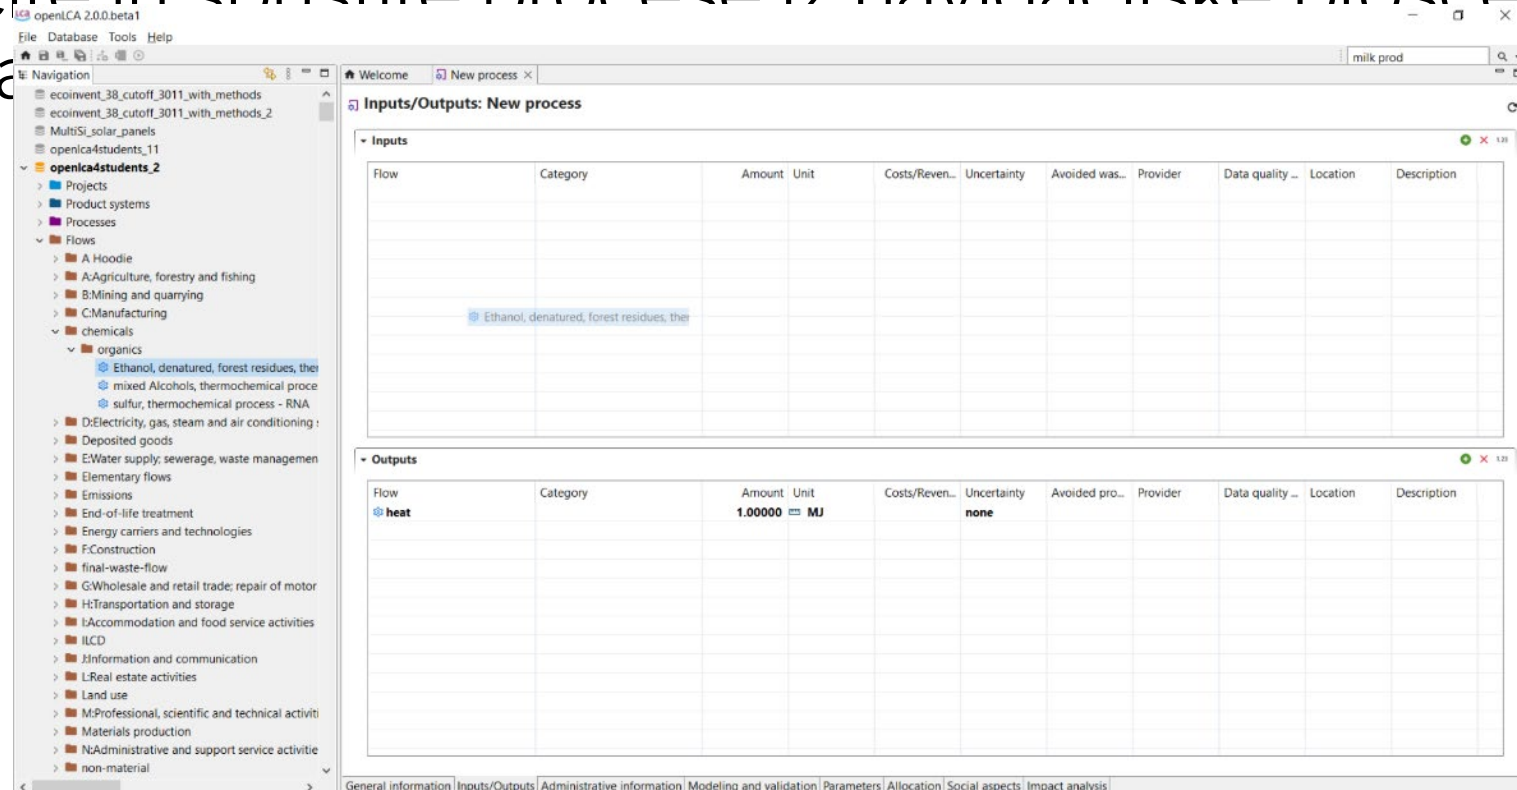 openLCA 2.0.0.beta1
File Database Tools Help
milk prod
Navigation
Welcome
New process
ecoinvent_38_cutoff_3011_with_methods
ecoinvent_38_cutoff_3011_with_methods_2
MultiSi_solar_panels
openlca4students_11
openlca4students_2
Projects
Product systems
Processes
Flows
A Hoodie
A:Agriculture, forestry and fishing
B:Mining and quarrying
C:Manufacturing
chemicals
organics
Ethanol, denatured, forest residues, ther
mixed Alcohols, thermochemical proce
sulfur, thermochemical process - RNA
D:Electricity, gas, steam and air conditioning
Deposited goods
E:Water supply; sewerage, waste managemen
Elementary flows
Emissions
End-of-life treatment
Energy carriers and technologies
F:Construction
final-waste-flow
G:Wholesale and retail trade; repair of motor
H:Transportation and storage
I:Accommodation and food service activities
ILCD
J:Information and communication
L:Real estate activities
Land use
M:Professional, scientific and technical activiti
Materials production
N:Administrative and support service activitie
non-material
Inputs/Outputs: New process
Inputs
Flow Category Amount Unit Costs/Reven... Uncertainty Avoided was... Provider Data quality ... Location Description
Ethanol, denatured, forest residues, ther
Outputs
Flow Category Amount Unit Costs/Reven... Uncertainty Avoided pro... Provider Data quality ... Location Description
heat 1.00000 MJ none
General information Inputs/Outputs Administrative information Modeling and validation Parameters Allocation Social aspects Impact analysis